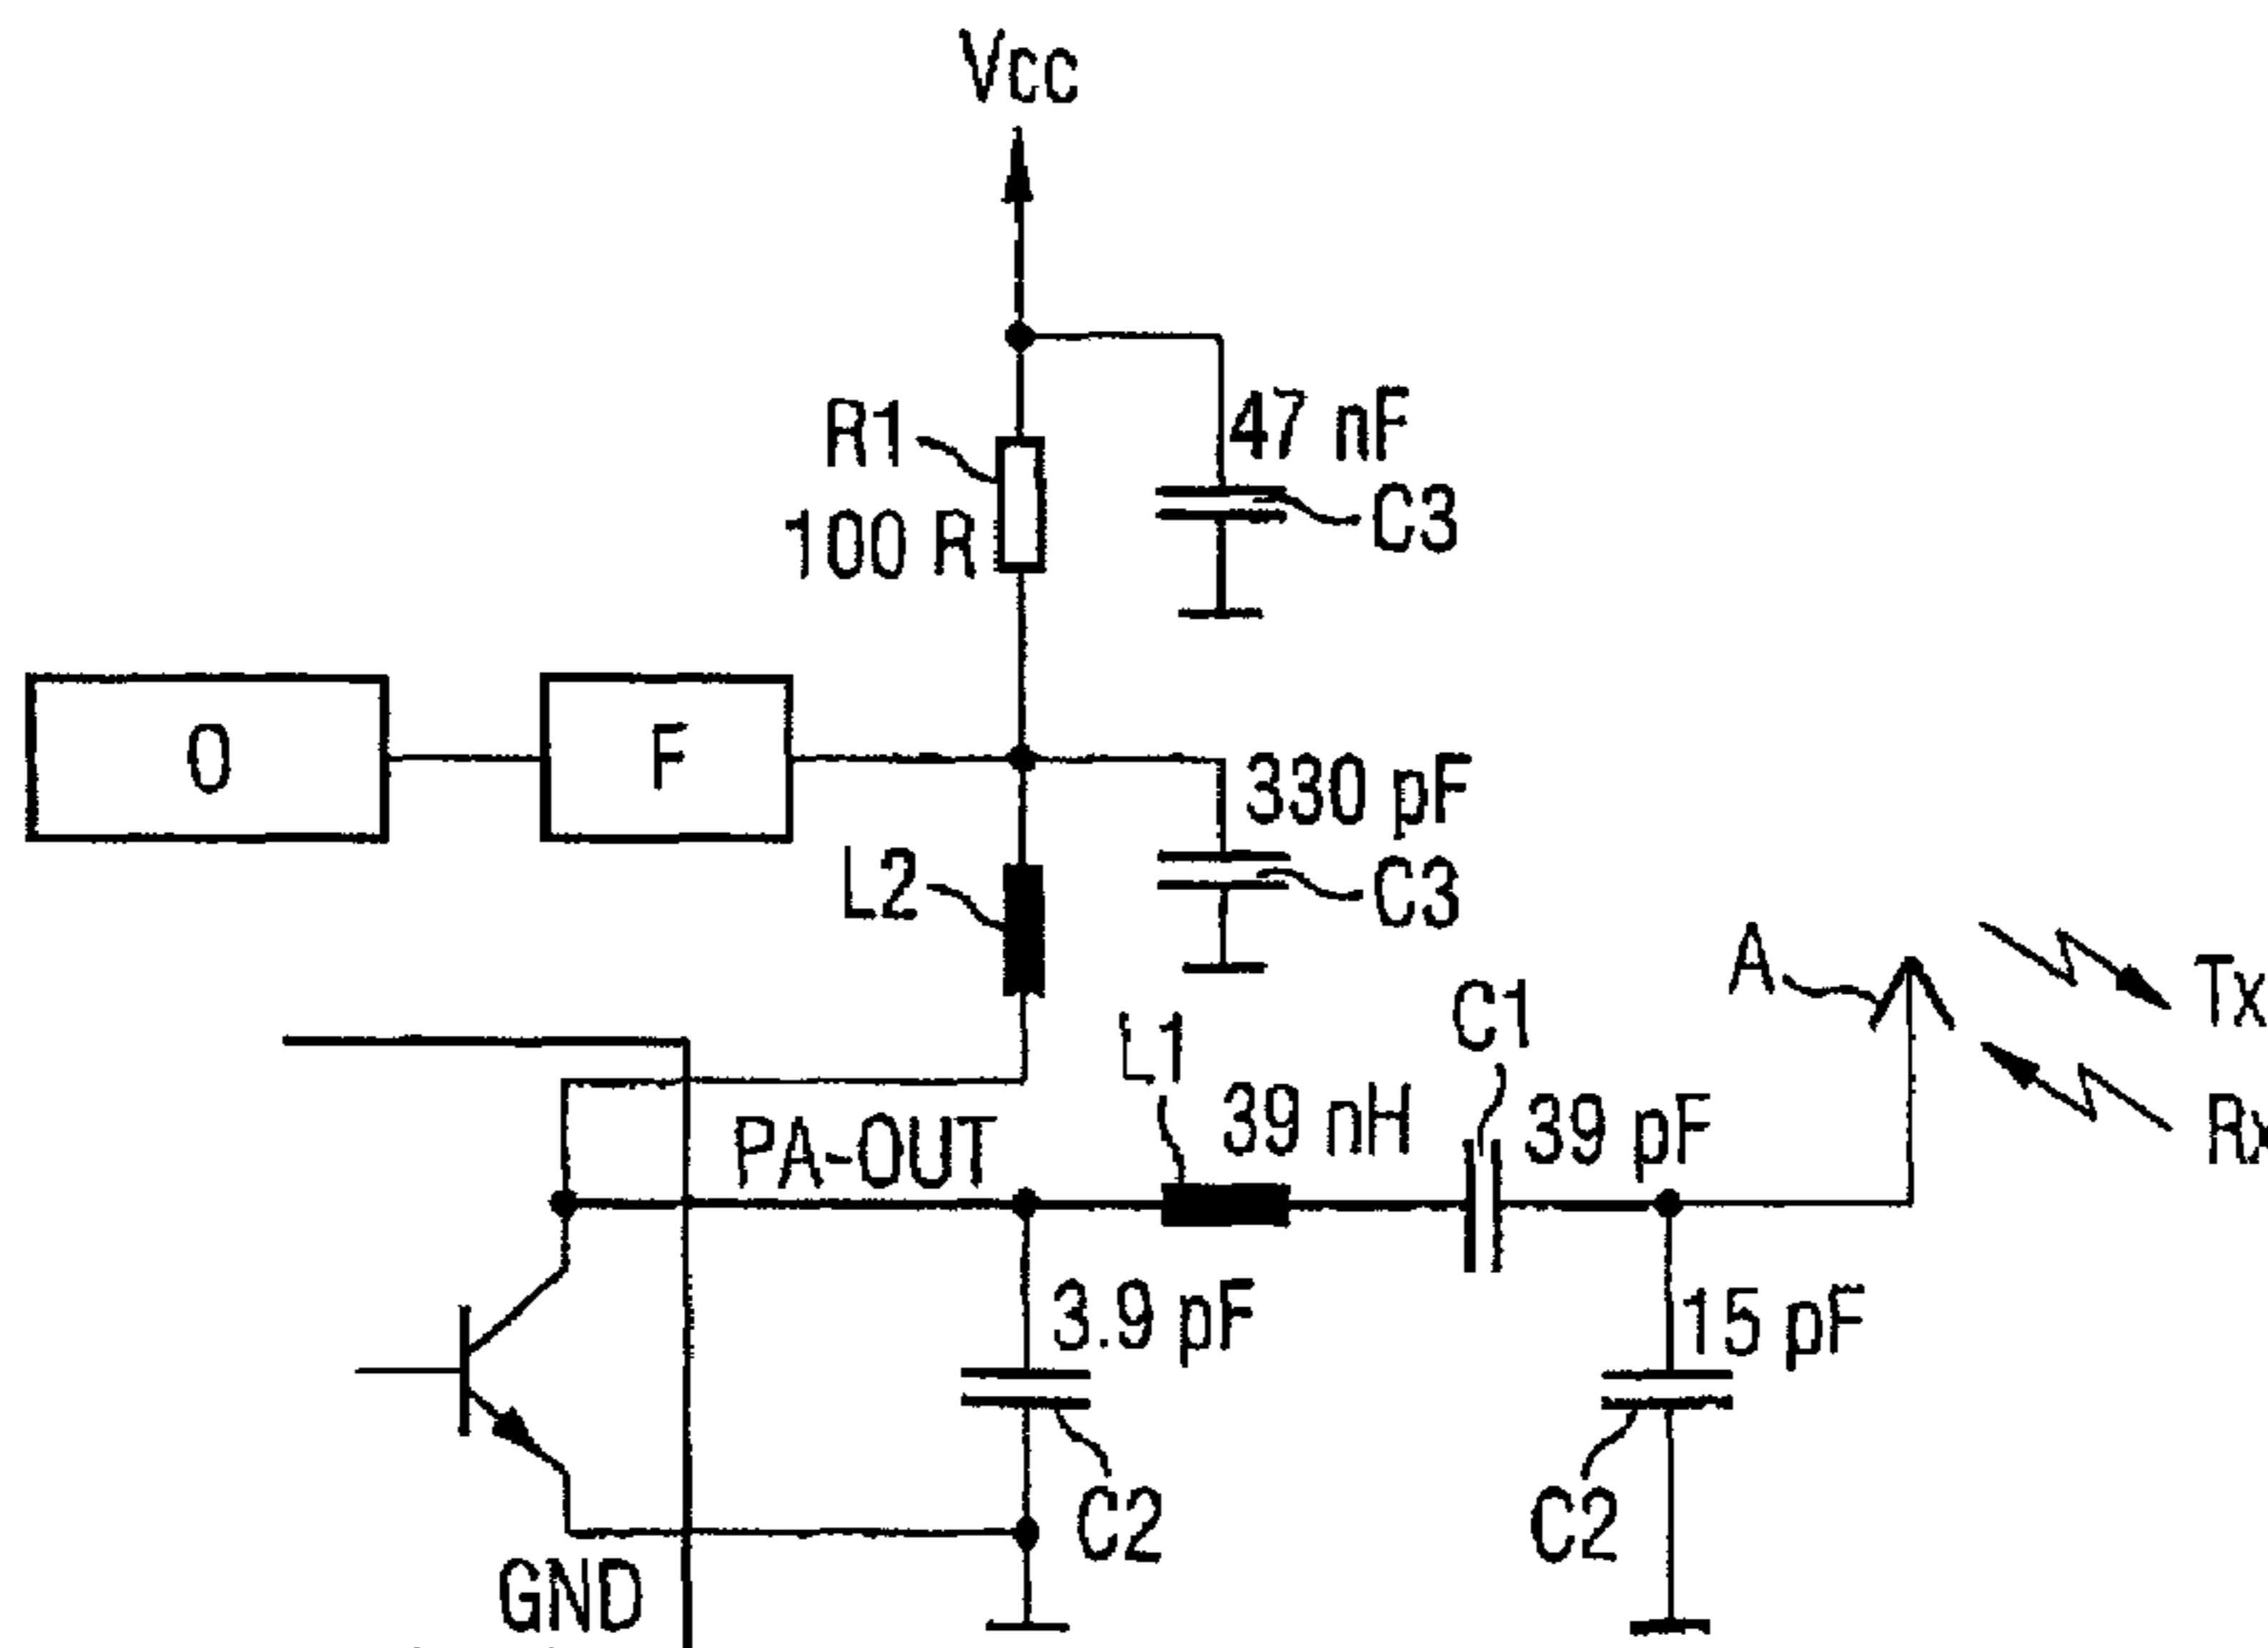 Vcc
R1
100 R
47 nF
C3
O
F
330 pF
C3
L2
A
Tx
Rx
L1
39 nH
C1
39 pF
PA-OUT
3.9 pF
C2
15 pF
C2
GND